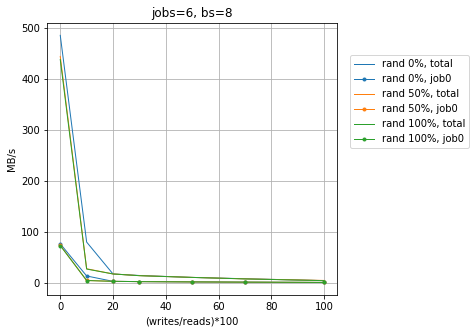 jobs=6, bs=8
500
400
300
200
100
0
MB/s
0 20 40 60 80 100
(writes/reads)*100
rand 0%, total
rand 0%, job0
rand 50%, total
rand 50%, job0
rand 100%, total
rand 100%, job0